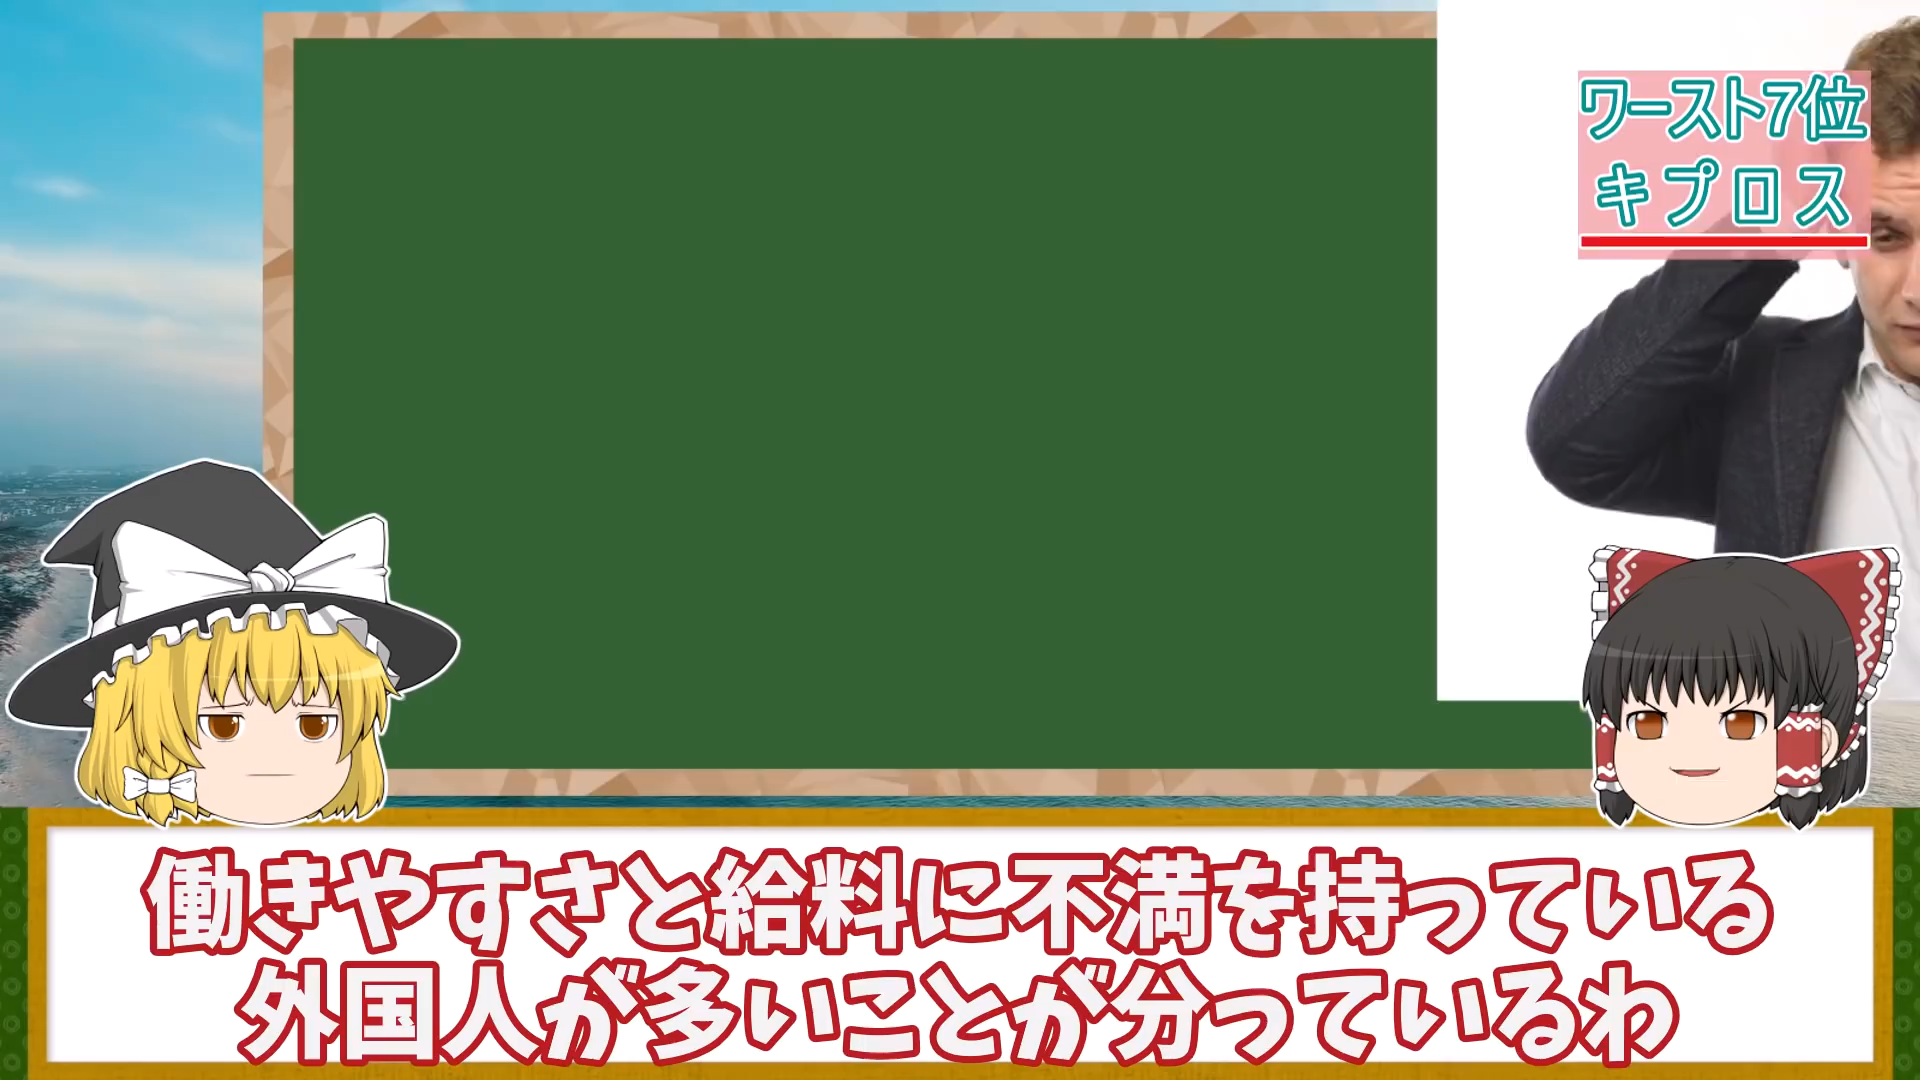 ワースト7位
キプロス
働きやすさと給料に不満を持っている
外国人が多いことが分っているわ